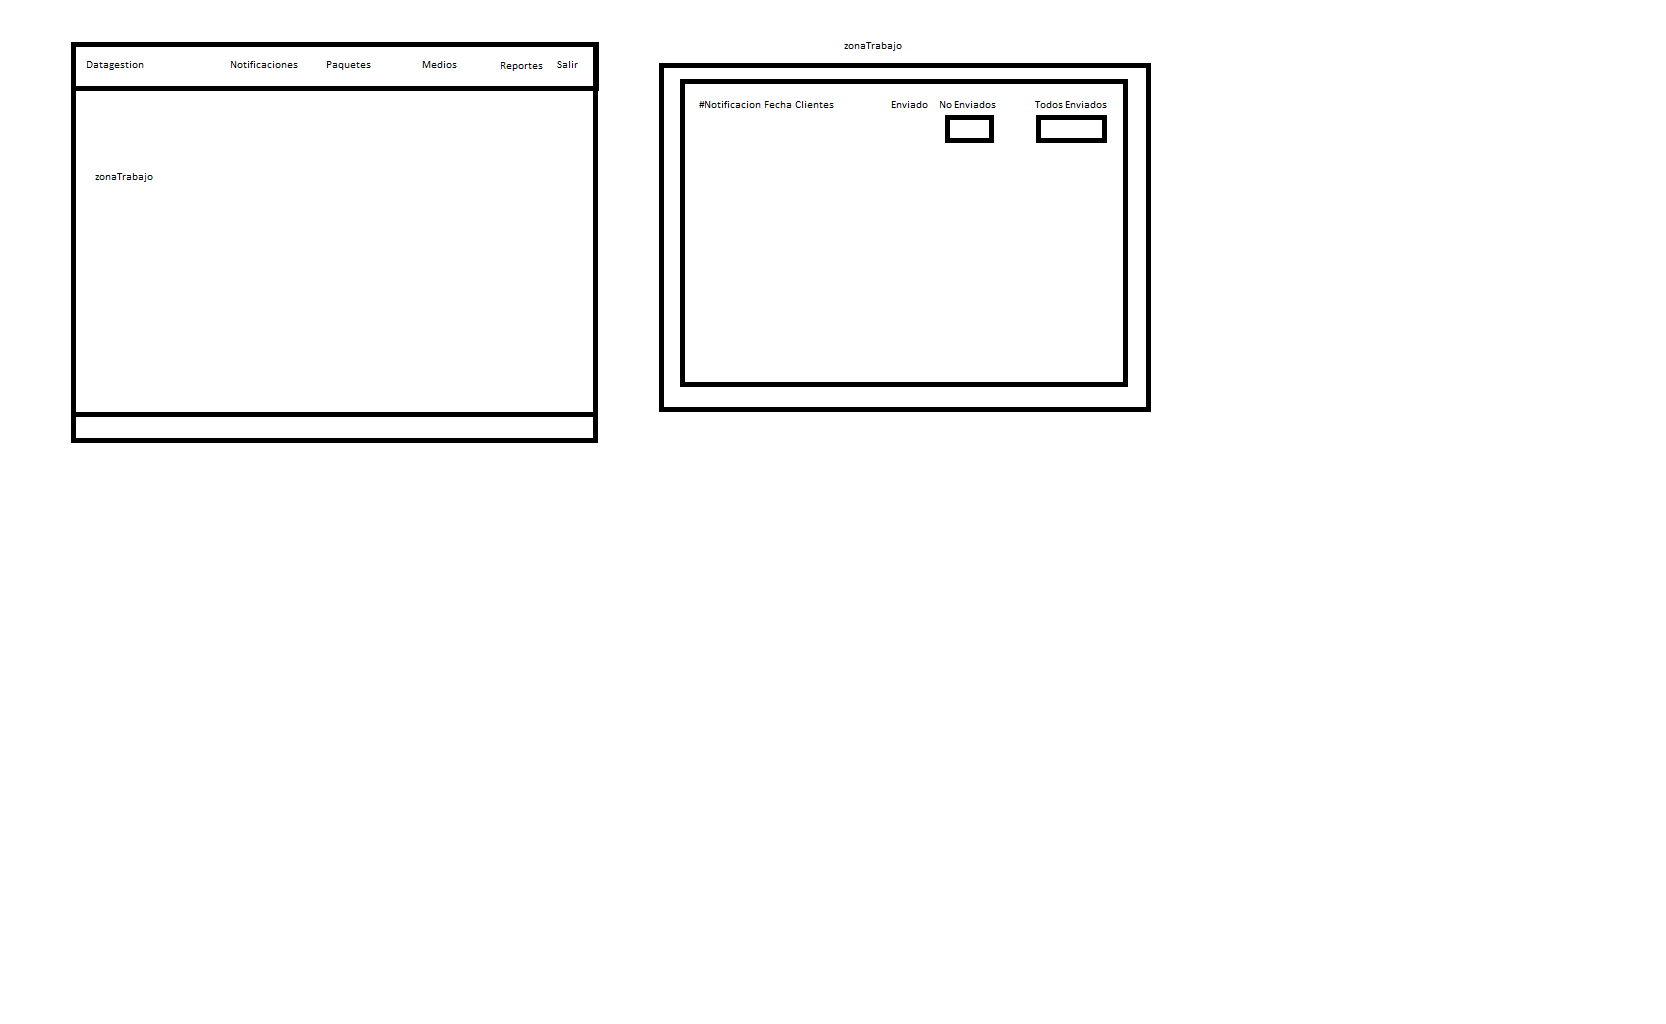 Datagestion Notificaciones Paquetes Medios Reportes Salir
zonaTrabajo
zonaTrabajo
#Notificacion Fecha Clientes Enviado No Enviados Todos Enviados